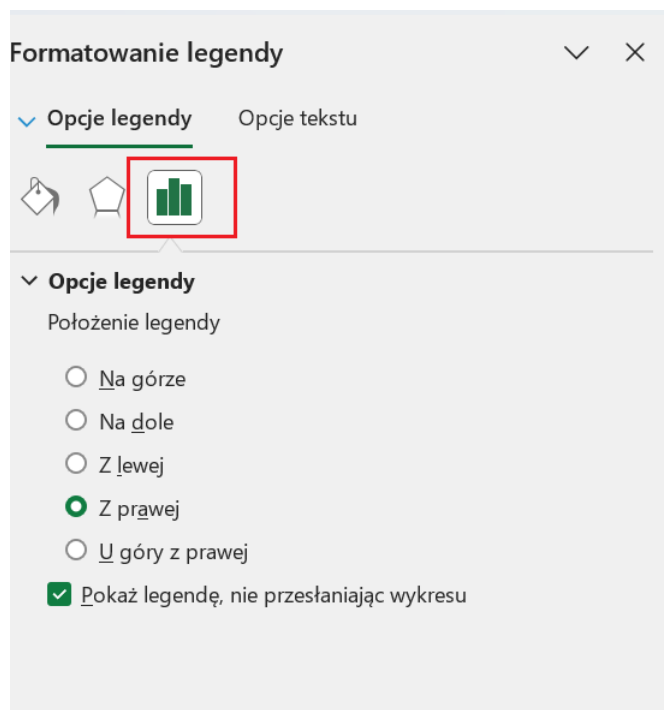 Formatowanie legendy
Opcje legendy Opcje tekstu
Opcje legendy
Położenie legendy
Na górze
Na dole
Z lewej
Z prawej
U góry z prawej
Pokaż legendę, nie przesłaniając wykresu